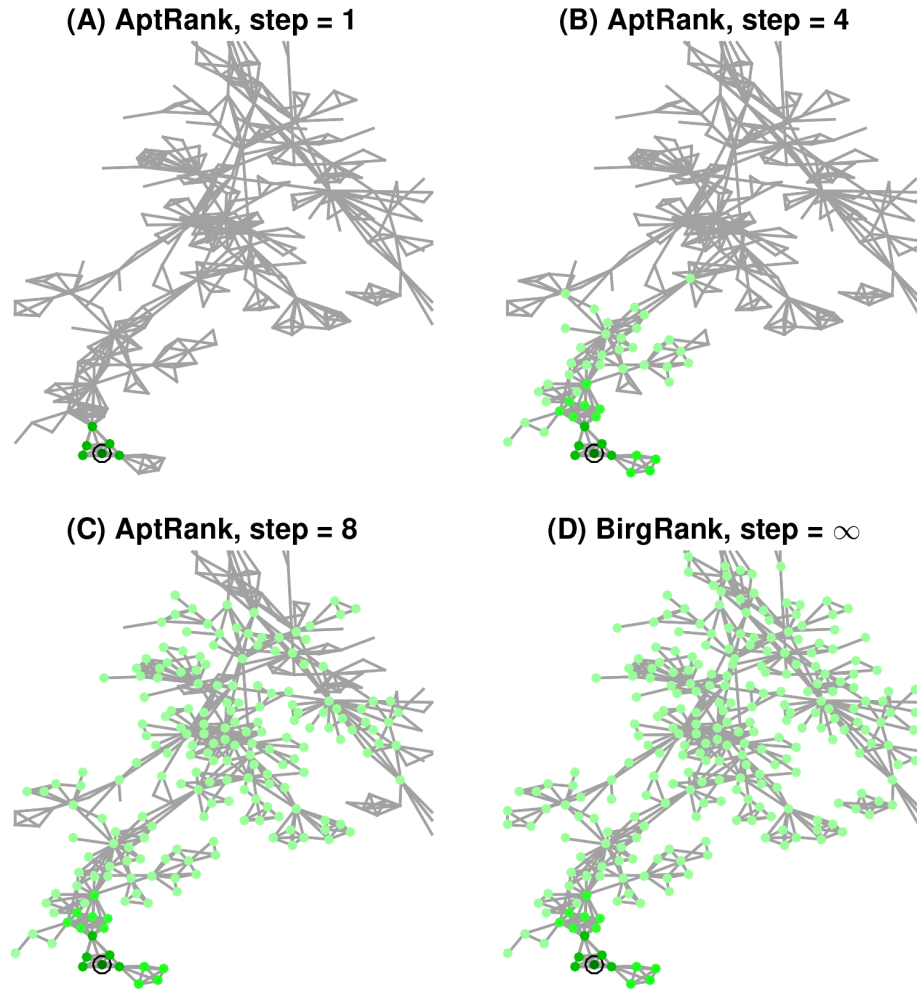 (A) AptRank, step = 1
(B) AptRank, step = 4
(C) AptRank, step = 8
(D) BirgRank, step = ∞